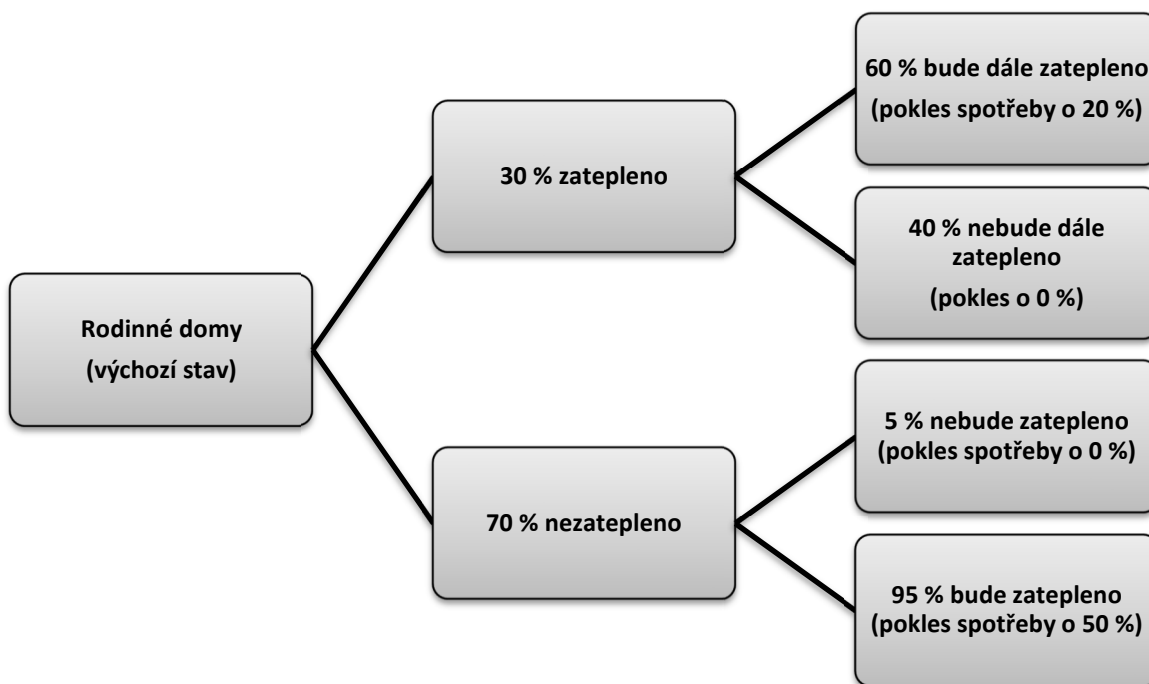 Rodinné domy
(výchozí stav)
30 % zatepleno
70 % nezatepleno
60 % bude dále zatepleno
(pokles spotřeby o 20 %)
40 % nebude dále
zatepleno
(pokles o 0 %)
5 % nebude zatepleno
(pokles spotřeby o 0 %)
95 % bude zatepleno
(pokles spotřeby o 50 %)